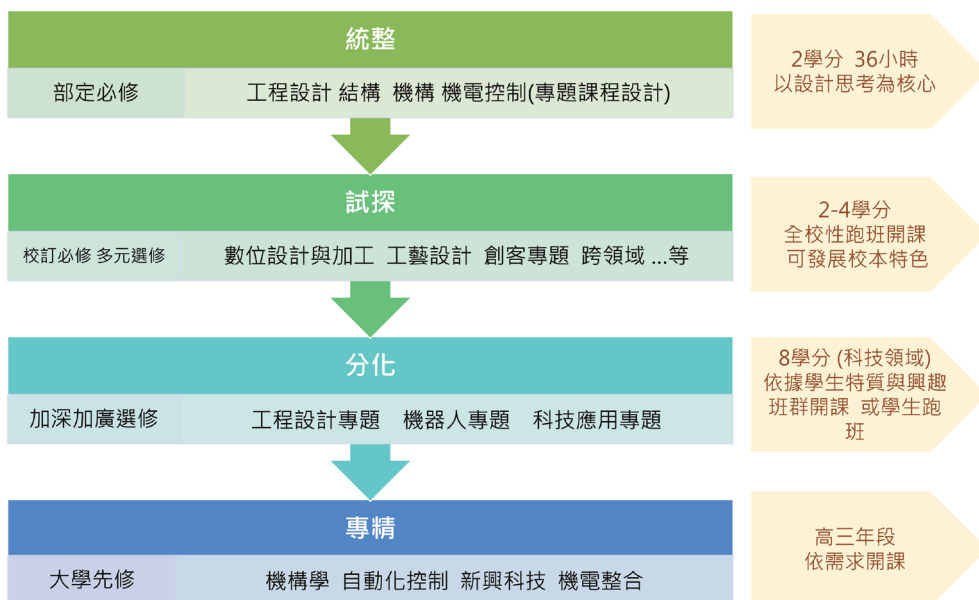 統整
部定必修 工程設計 結構 機構 機電控制(專題課程設計)
2學分 36小時
以設計思考為核心
試探
校訂必修 多元選修 數位設計與加工 工藝設計 創客專題 跨領域 ...等
2-4學分
全校性跑班開課
可發展校本特色
分化
加深加廣選修 工程設計專題 機器人專題 科技應用專題
8學分 (科技領域)
依據學生特質與興趣
班群開課 或學生跑
班
專精
大學先修 機構學 自動化控制 新興科技 機電整合
高三年段
依需求開課